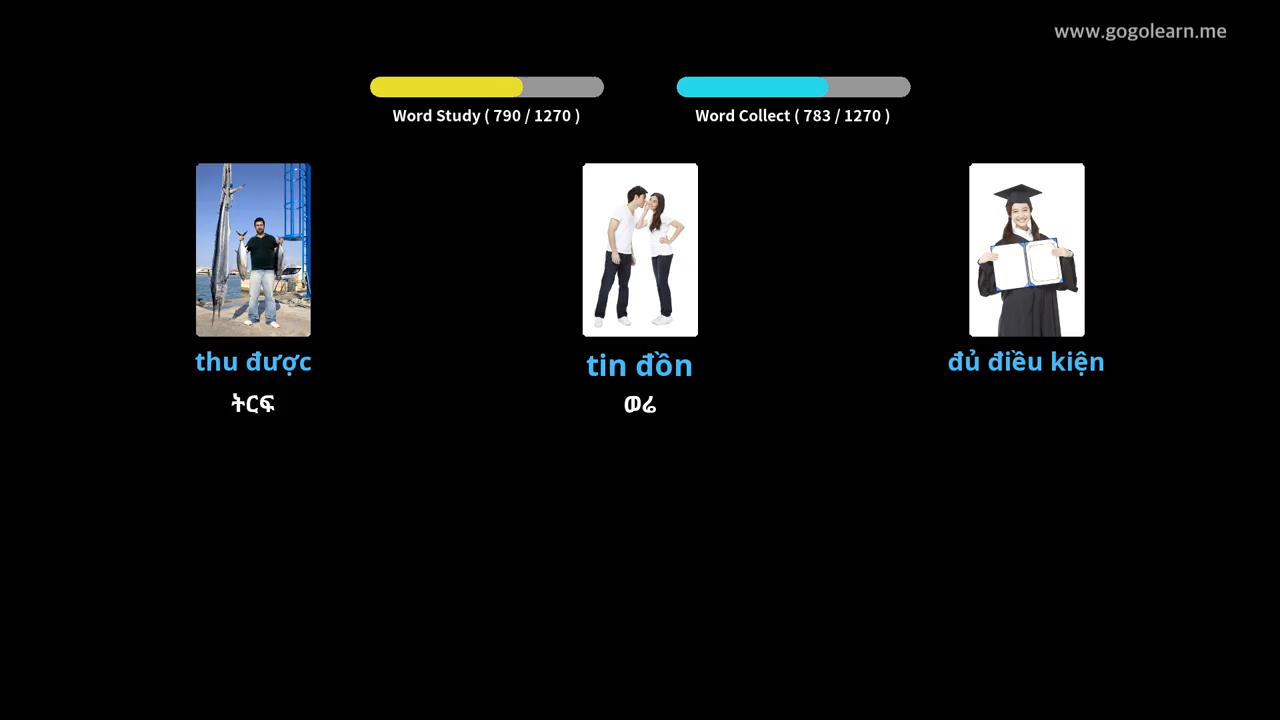 www.gogolearn.me
Word Study ( 790 / 1270 )
Word Collect ( 783 / 1270 )
thu được
ትርፍ
tin đồn
ወሬ
đủ điều kiện